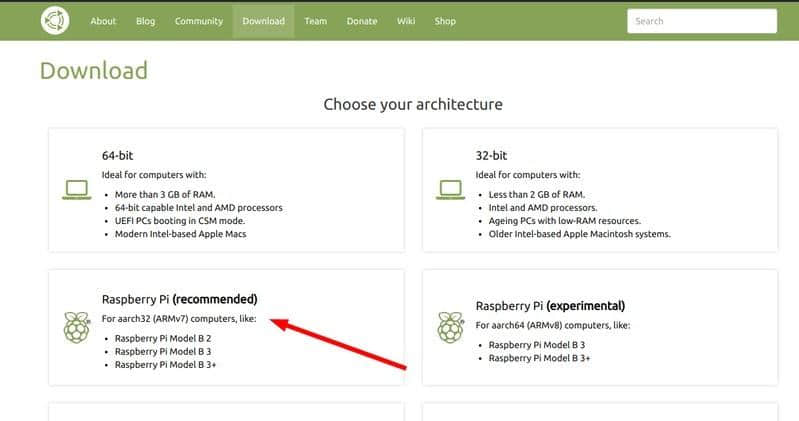 About Blog Community Download Team Donate Wiki Shop Search
Download
Choose your architecture
64-bit
Ideal for computers with:
More than 3 GB of RAM.
64-bit capable Intel and AMD processors
UEFI PCs booting in CSM mode.
Modern Intel-based Apple Macs
32-bit
Ideal for computers with:
Less than 2 GB of RAM.
Intel and AMD processors.
Ageing PCs with low-RAM resources.
Older Intel-based Apple Macintosh systems.
Raspberry Pi (recommended)
For aarch32 (ARMv7) computers, like:
Raspberry Pi Model B 2
Raspberry Pi Model B 3
Raspberry Pi Model B 3+
Raspberry Pi (experimental)
For aarch64 (ARMv8) computers, like:
Raspberry Pi Model B 3
Raspberry Pi Model B 3+